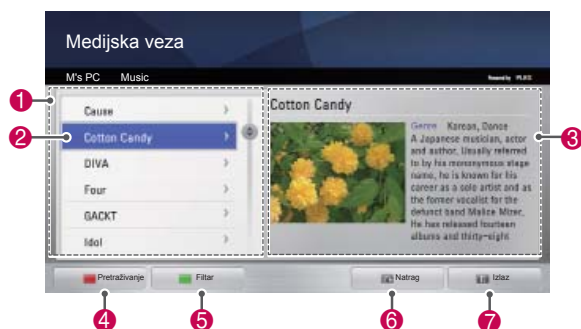 Medijska veza
M's PC Music
Powered by PLEX
1
2
3
Cause
Cotton Candy
DIVA
Four
GACKT
Idol
Cotton Candy
Genre Korean, Dance
A Japanese musician, actor
and author. Usually referred
to by his mononymous stage
name, he is known for his
career as a solo artist and as
the former vocalist for the
defunct band Malice Mizer.
He has released fourteen
albums and thirty-eight
Pretraživanje
Filtar
Natrag
Izlaz
4
5
6
7